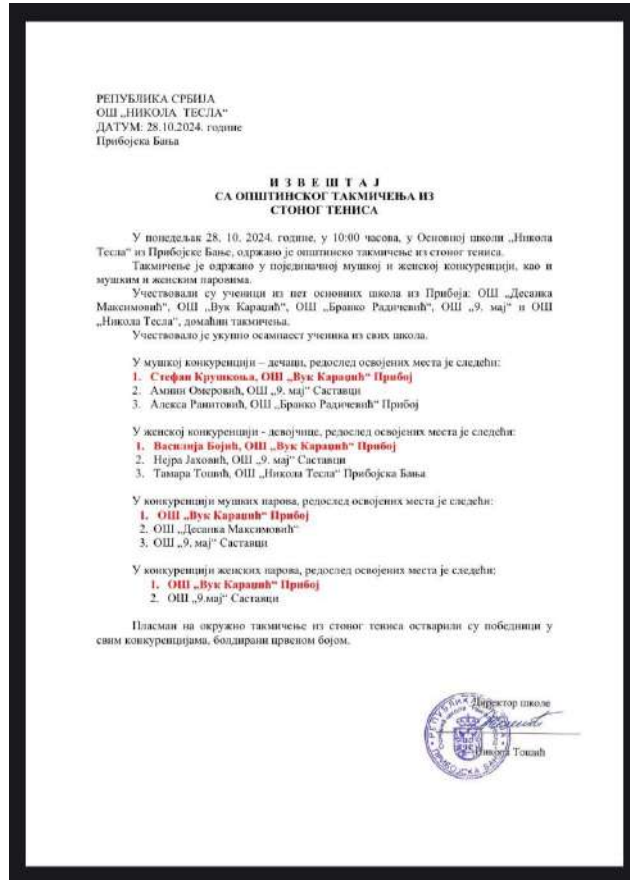 РЕПУБЛИКА СРБИЈА
ОШ „НИКОЛА ТЕСЛА“
ДАТУМ: 28.10.2024. године
Прибојска Бања
И З В Е Ш Т А Ј
СА ОПШТИНСКОГ ТАКМИЧЕЊА ИЗ
СТОНОГ ТЕНИСА
У понедељак 28. 10. 2024. године, у 10:00 часова, у Основној школи „Никола
Тесла“ из Прибојске Бање, одржано је општинско такмичење из стоног тениса.
Такмичење је одржано у појединачној мушкој и женској конкуренцији, као и
мушким и женским паровима.
Учествовали су ученици из пет основних школа из Прибоја: ОШ „Десанка
Максимовић“, ОШ „Вук Караџић“, ОШ „Бранко Радичевић“, ОШ „9. мај“ и ОШ
„Никола Тесла“, домаћин такмичења.
Учествовало је укупно осамнаест ученика из свих школа.
У мушкој конкуренцији – дечаци, редослед освојених места је следећи:
1. Стефан Крушкоња, ОШ „Вук Караџић“ Прибој
2. Амнин Омеровић, ОШ „9. мај“ Саставци
3. Алекса Ранитовић, ОШ „Бранко Радичевић“ Прибој
У женској конкуренцији - девојчице, редослед освојених места је следећи:
1. Василија Бојић, ОШ „Вук Караџић“ Прибој
2. Нејра Јаховић, ОШ „9. мај“ Саставци
3. Тамара Тошић, ОШ „Никола Тесла“ Прибојска Бања
У конкуренцији мушких парова, редослед освојених места је следећи:
1. ОШ „Вук Караџић“ Прибој
2. ОШ „Десанка Максимовић“
3. ОШ „9. мај“ Саставци
У конкуренцији женских парова, редослед освојених места је следећи:
1. ОШ „Вук Караџић“ Прибој
2. ОШ „9.мај“ Саставци
Пласман на окружно такмичење из стоног тениса остварили су победници у
свим конкуренцијама, болдирани црвеном бојом.
Директор школе
Никола Тошић